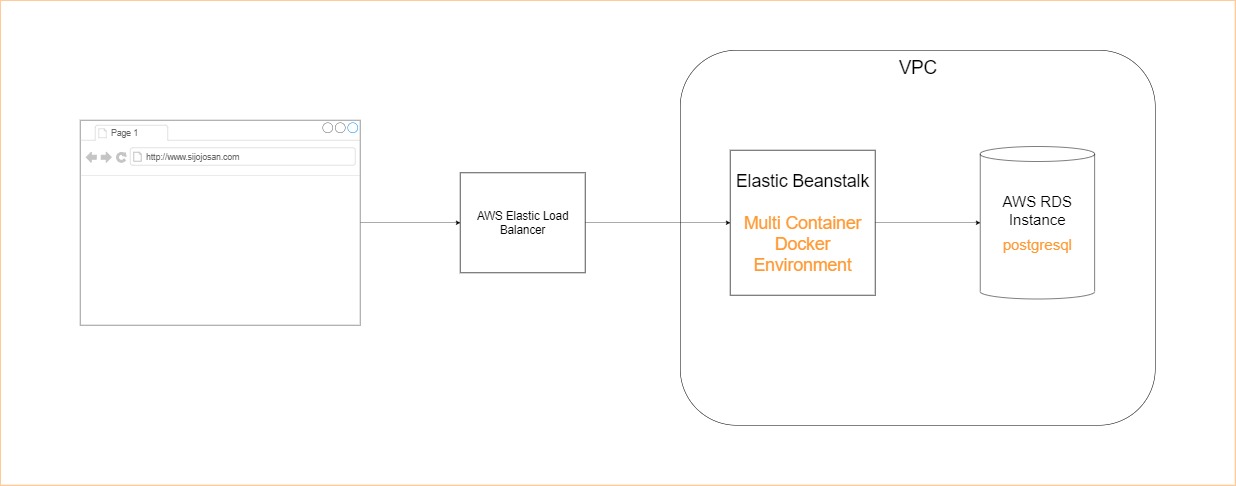 VPC
Page 1
http://www.sijojosan.com
AWS Elastic Load
Balancer
Elastic Beanstalk
Multi Container
Docker
Environment
AWS RDS
Instance
postgresql